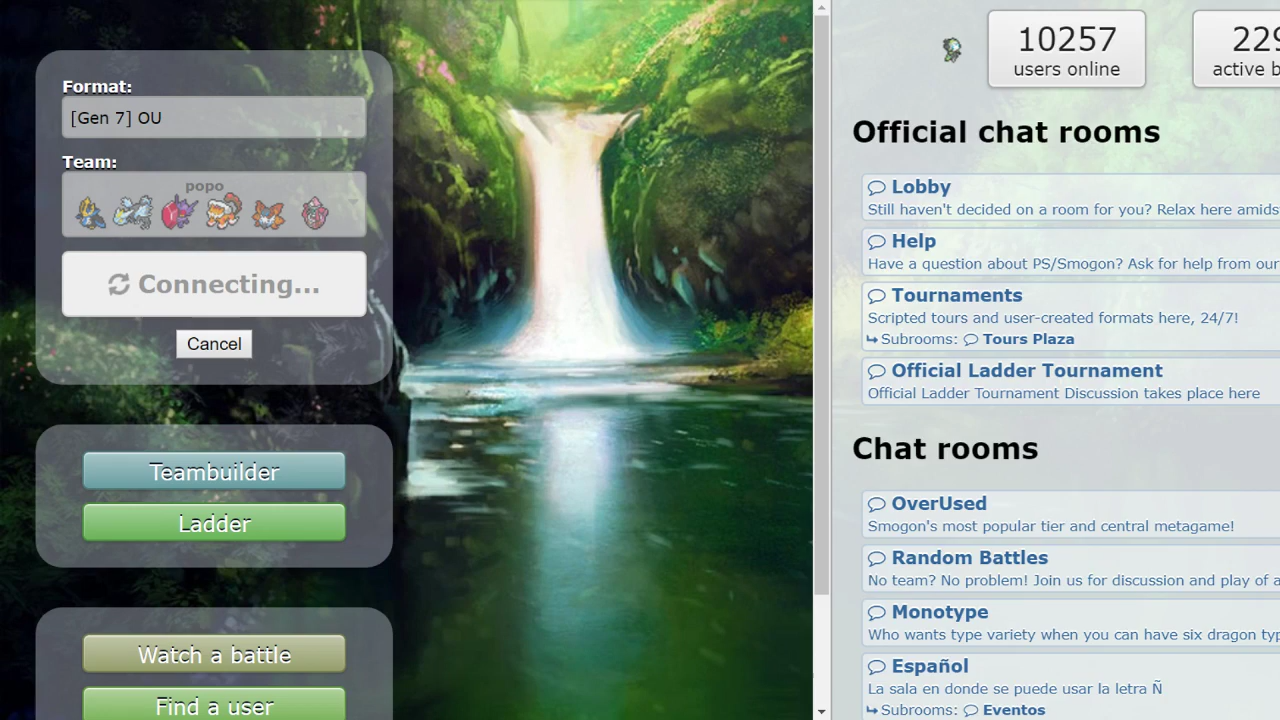 Format:
[Gen 7] OU
Team:
popo
Connecting...
Cancel
Teambuilder
Ladder
Watch a battle
Find a user
10257
users online
active
Official chat rooms
Lobby
Still haven't decided on a room for you? Relax here
Help
Have a question about PS/Smogon? Ask for help from our
Tournaments
Scripted tours and user-created formats here, 24/7!
Subrooms: Tours Plaza
Official Ladder Tournament
Official Ladder Tournament Discussion takes place here
Chat rooms
OverUsed
Smogon's most popular tier and central metagame!
Random Battles
No team? No problem! Join us for discussion and play of a
Monotype
Who wants type variety when you can have six dragon
Español
La sala en donde se puede usar la letra Ñ
Subrooms: Eventos